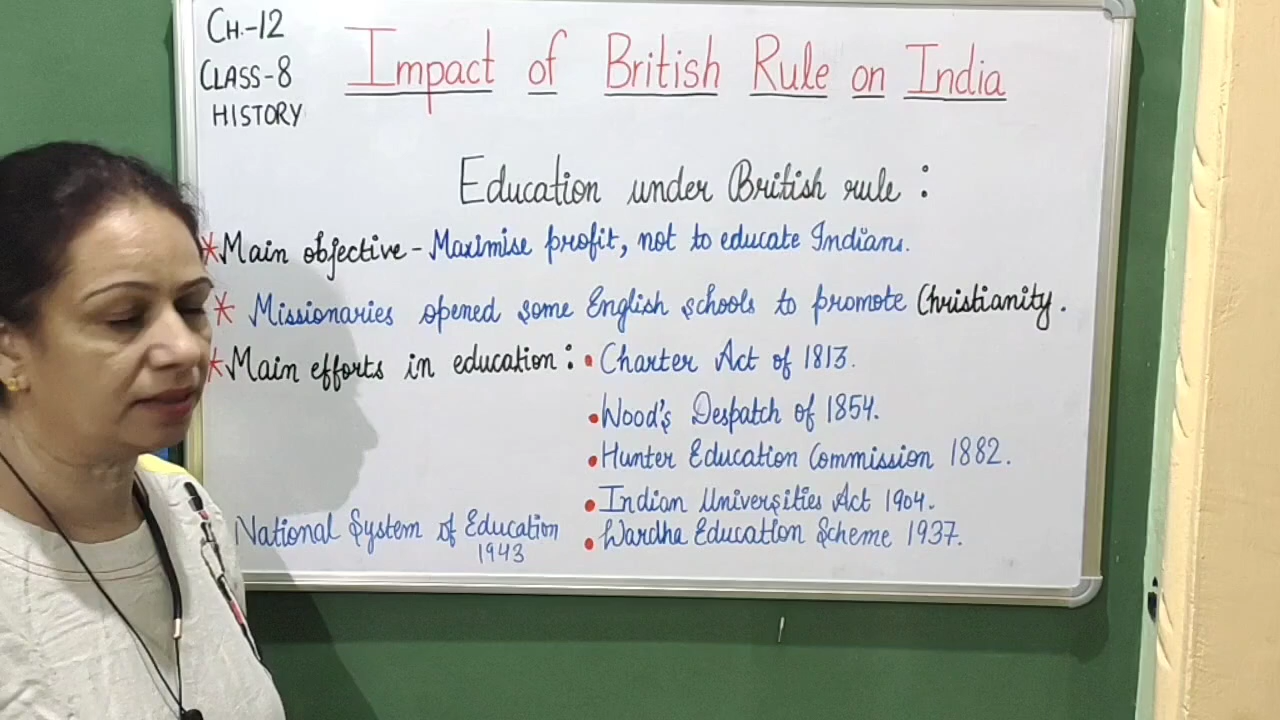 CH.-12
CLASS-8
HISTORY
Impact of British Rule on India
Education under British rule :
* Main objective - Maximise profit, not to educate Indians.
* Missionaries opened some English schools to promote Christianity.
* Main efforts in education : • Charter Act of 1813.
• Wood's Despatch of 1854.
• Hunter Education Commission 1882.
• Indian Universities Act 1904.
• Wardha Education Scheme 1937.
National System of Education
1943